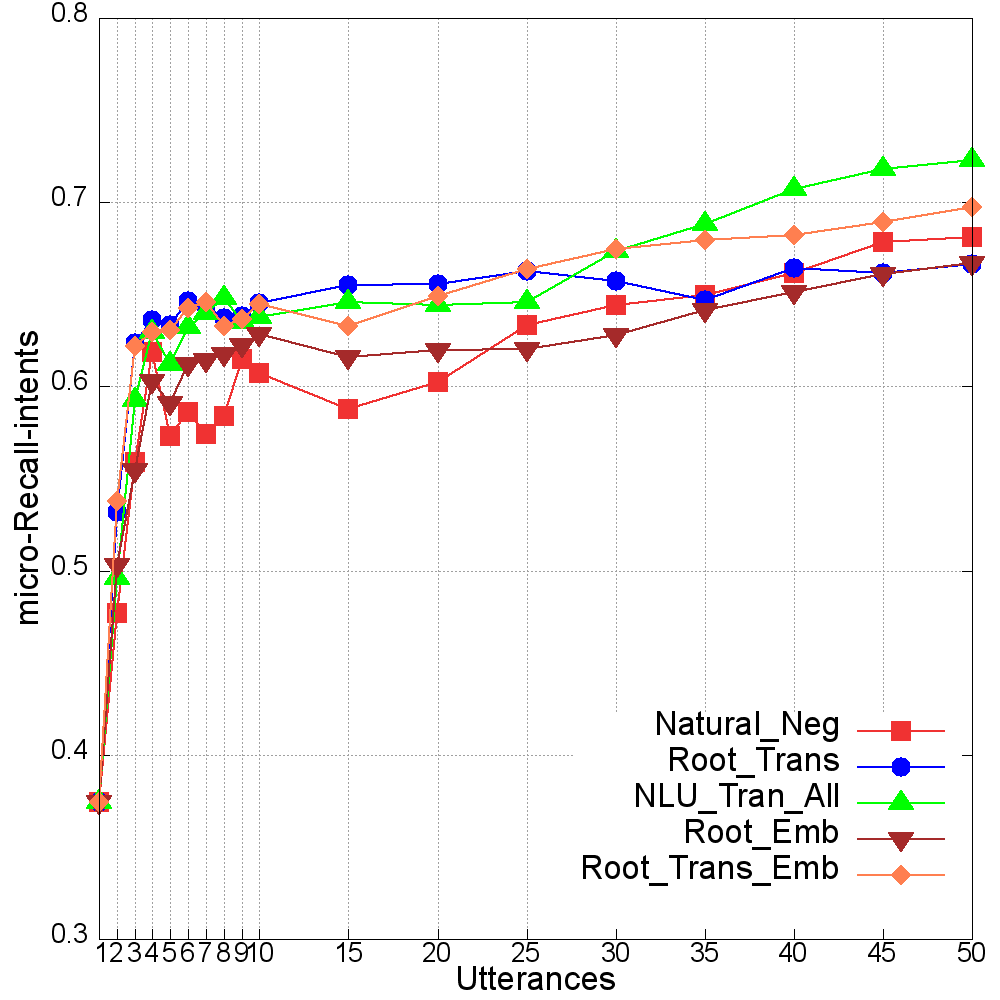 0.8
0.7
0.6
0.5
0.4
0.3
micro-Recall-intents
Natural_Neg
Root_Trans
NLU_Tran_All
Root_Emb
Root_Trans_Emb
1 2 3 4 5 6 7 8 9 10 15 20 25 30 35 40 45 50
Utterances